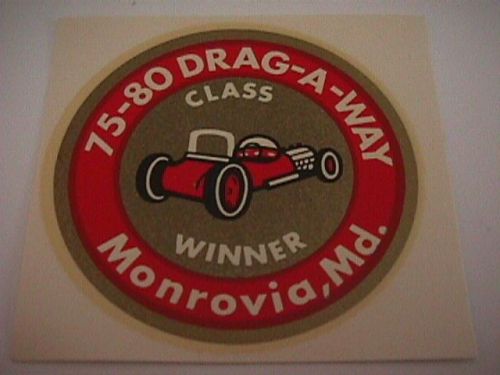 75-80 DRAG-A-WAY
CLASS
WINNER
Monrovia, Md.